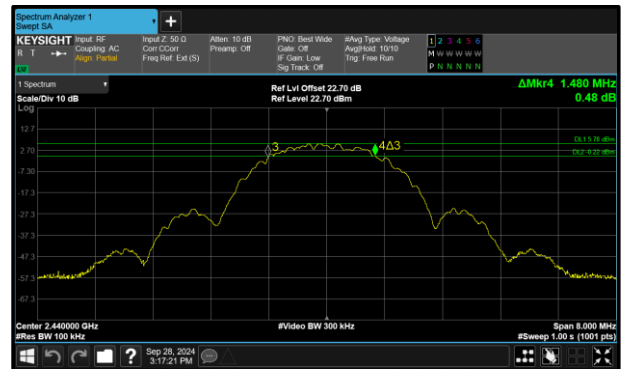 Spectrum Analyzer 1
Swept SA
+
KEYSIGHT
R T
LXI
Input: RF
Coupling: AC
Align: Partial
Input Z: 50 Ω
Corr CCorr
Freq Ref: Ext (S)
Atten: 10 dB
Preamp: Off
PNO: Best Wide
Gate: Off
IF Gain: Low
Sig Track: Off
#Avg Type: Voltage
Avg|Hold: 10/10
Trig: Free Run
1 2 3 4 5 6
M W W W W W
P N N N N N
1 Spectrum
Scale/Div 10 dB
Ref Lvl Offset 22.70 dB
Ref Level 22.70 dBm
ΔMkr4 1.480 MHz
0.48 dB
Log
12.7
DL1 5.78 dBm
2.70
3
4Δ3
DL2 -0.22 dBm
-7.30
-17.3
-27.3
-37.3
-47.3
-57.3
-67.3
Center 2.440000 GHz
#Res BW 100 kHz
#Video BW 300 kHz
Span 8.000 MHz
#Sweep 1.00 s (1001 pts)
?
Sep 28, 2024
3:17:21 PM